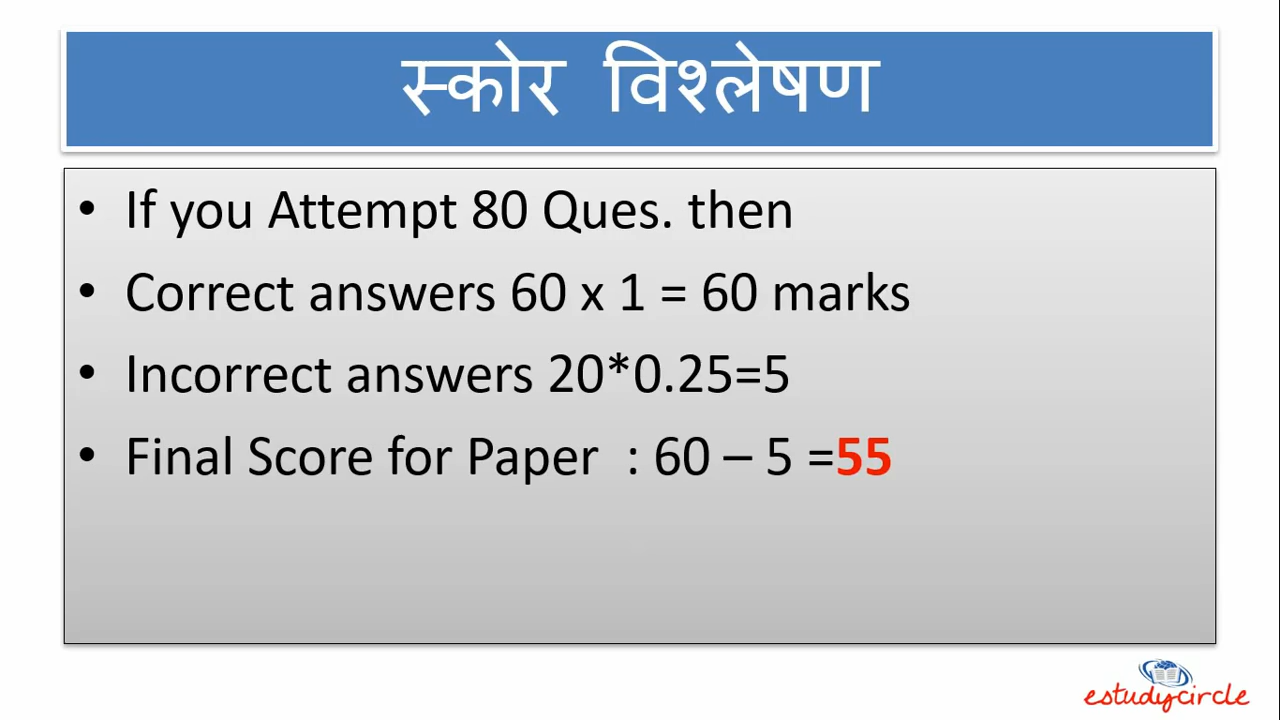 स्कोर विश्लेषण
• If you Attempt 80 Ques. then
• Correct answers 60 x 1 = 60 marks
• Incorrect answers 20*0.25=5
• Final Score for Paper : 60 – 5 =55
estudycircle